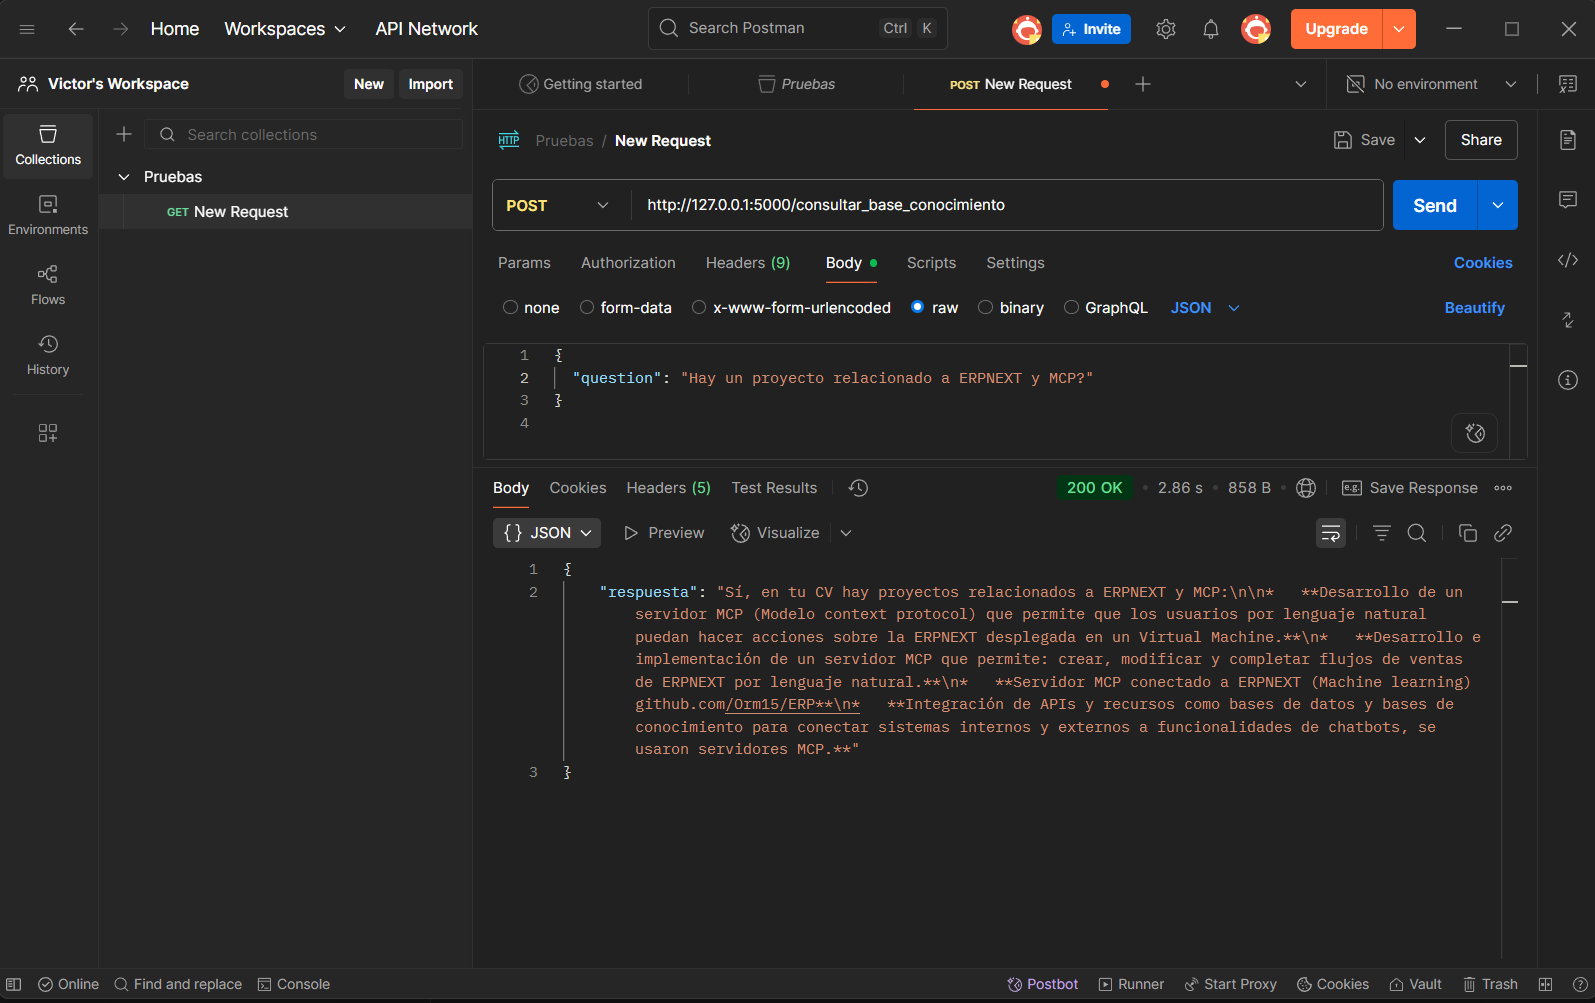 Home Workspaces API Network Search Postman Ctrl K Invite Upgrade
Victor's Workspace New Import Getting started Pruebas POST New Request No environment
Collections
Environments
Flows
History
Search collections
Pruebas
GET New Request
HTTP Pruebas / New Request Save Share
POST http://127.0.0.1:5000/consultar_base_conocimiento Send
Params Authorization Headers (9) Body Scripts Settings Cookies
none form-data x-www-form-urlencoded raw binary GraphQL JSON Beautify
1 {
2 "question": "Hay un proyecto relacionado a ERPNEXT y MCP?"
3 }
4
Body Cookies Headers (5) Test Results 200 OK • 2.86 s • 858 B • e.g. Save Response
{} JSON Preview Visualize
1 {
2 "respuesta": "Sí, en tu CV hay proyectos relacionados a ERPNEXT y MCP:\n\n*   **Desarrollo de un
servidor MCP (Modelo context protocol) que permite que los usuarios por lenguaje natural
puedan hacer acciones sobre la ERPNEXT desplegada en un Virtual Machine.**\n*   **Desarrollo e
implementación de un servidor MCP que permite: crear, modificar y completar flujos de ventas
de ERPNEXT por lenguaje natural.**\n*   **Servidor MCP conectado a ERPNEXT (Machine learning)
github.com/Orm15/ERP**\n*   **Integración de APIs y recursos como bases de datos y bases de
conocimiento para conectar sistemas internos y externos a funcionalidades de chatbots, se
usaron servidores MCP.**"
3 }
Online Find and replace Console Postbot Runner Start Proxy Cookies Vault Trash